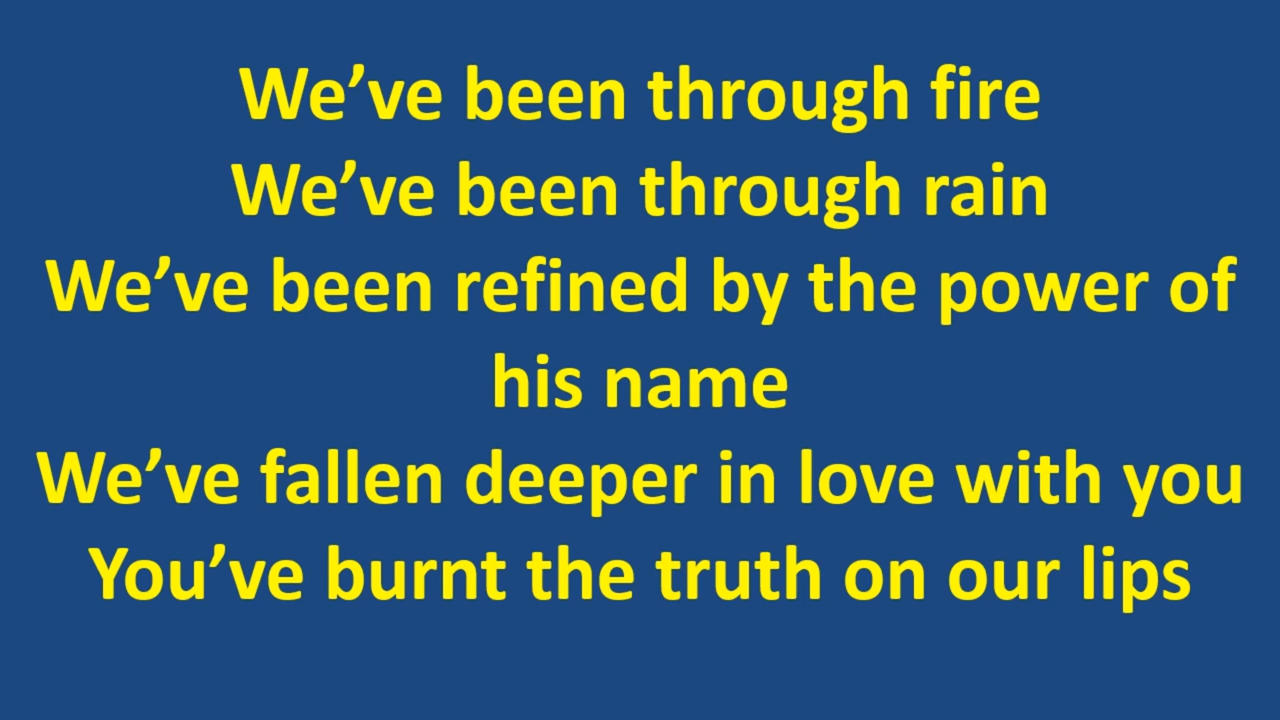 We’ve been through fire
We’ve been through rain
We’ve been refined by the power of
his name
We’ve fallen deeper in love with you
You’ve burnt the truth on our lips